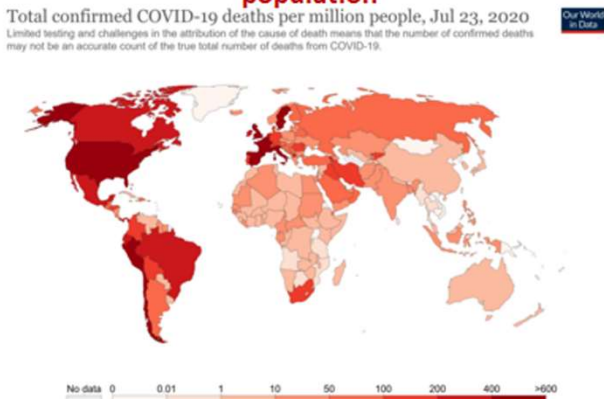 population
Total confirmed COVID-19 deaths per million people, Jul 23, 2020
Our World
in Data
Limited testing and challenges in the attribution of the cause of death means that the number of confirmed deaths
may not be an accurate count of the true total number of deaths from COVID-19.
No data 0 0.01 1 10 50 100 200 400 >600